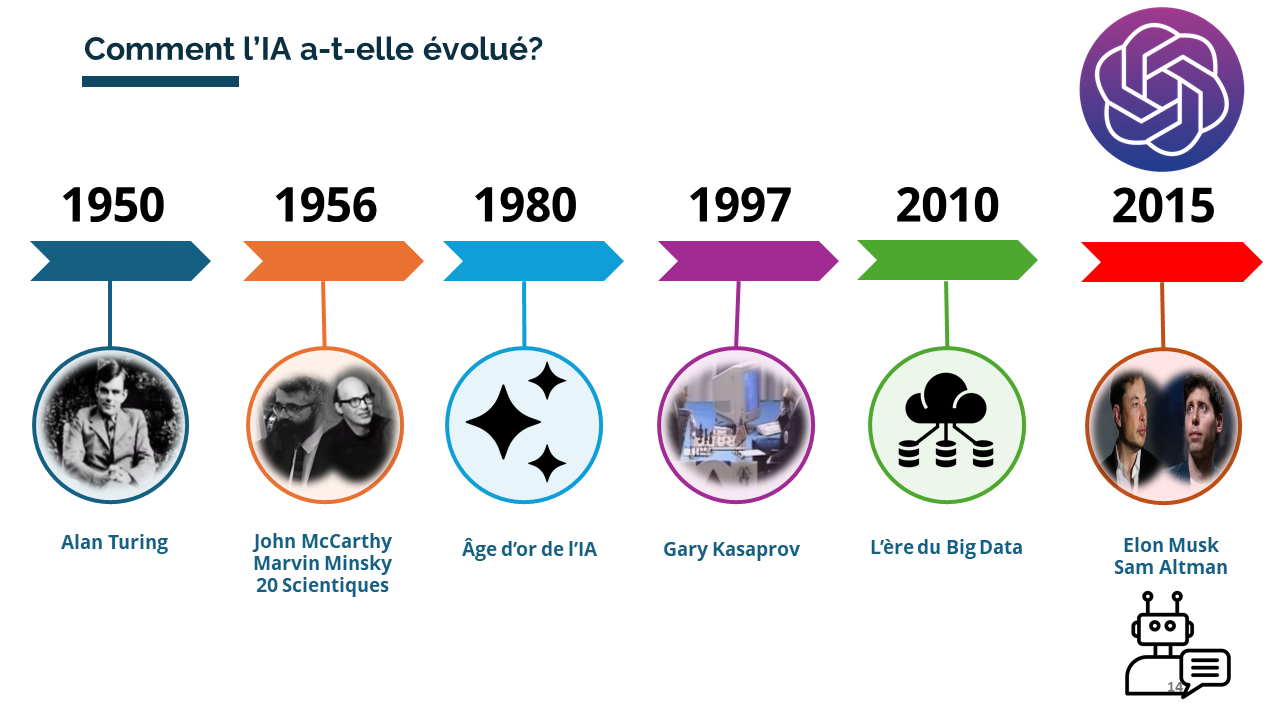 Comment l’IA a-t-elle évolué?
1950
1956
1980
1997
2010
2015
Alan Turing
John McCarthy
Marvin Minsky
20 Scientiques
Âge d’or de l’IA
Gary Kasaprov
L’ère du Big Data
Elon Musk
Sam Altman
14